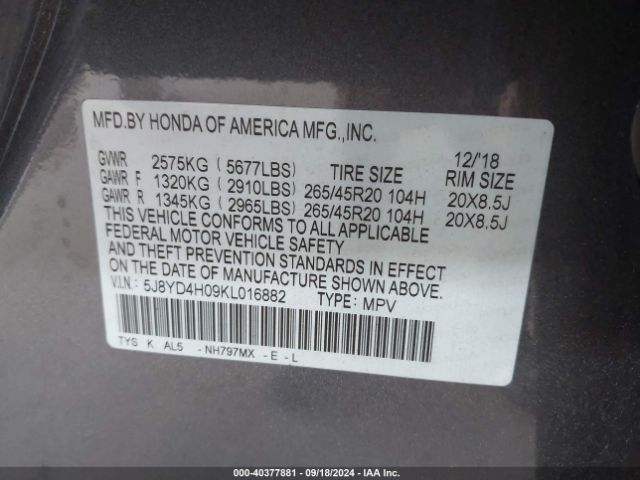 MFD.BY HONDA OF AMERICA MFG.,INC.
12/'18
GVWR 2575KG ( 5677LBS) TIRE SIZE RIM SIZE
GAWR F 1320KG ( 2910LBS) 265/45R20 104H 20X8.5J
GAWR R 1345KG ( 2965LBS) 265/45R20 104H 20X8.5J
THIS VEHICLE CONFORMS TO ALL APPLICABLE
FEDERAL MOTOR VEHICLE SAFETY
AND THEFT PREVENTION STANDARDS IN EFFECT
ON THE DATE OF MANUFACTURE SHOWN ABOVE.
V.I.N.: 5J8YD4H09KL016882 TYPE: MPV
TYS K AL5 - NH797MX - E - L
000-40377881 - 09/18/2024 - IAA Inc.